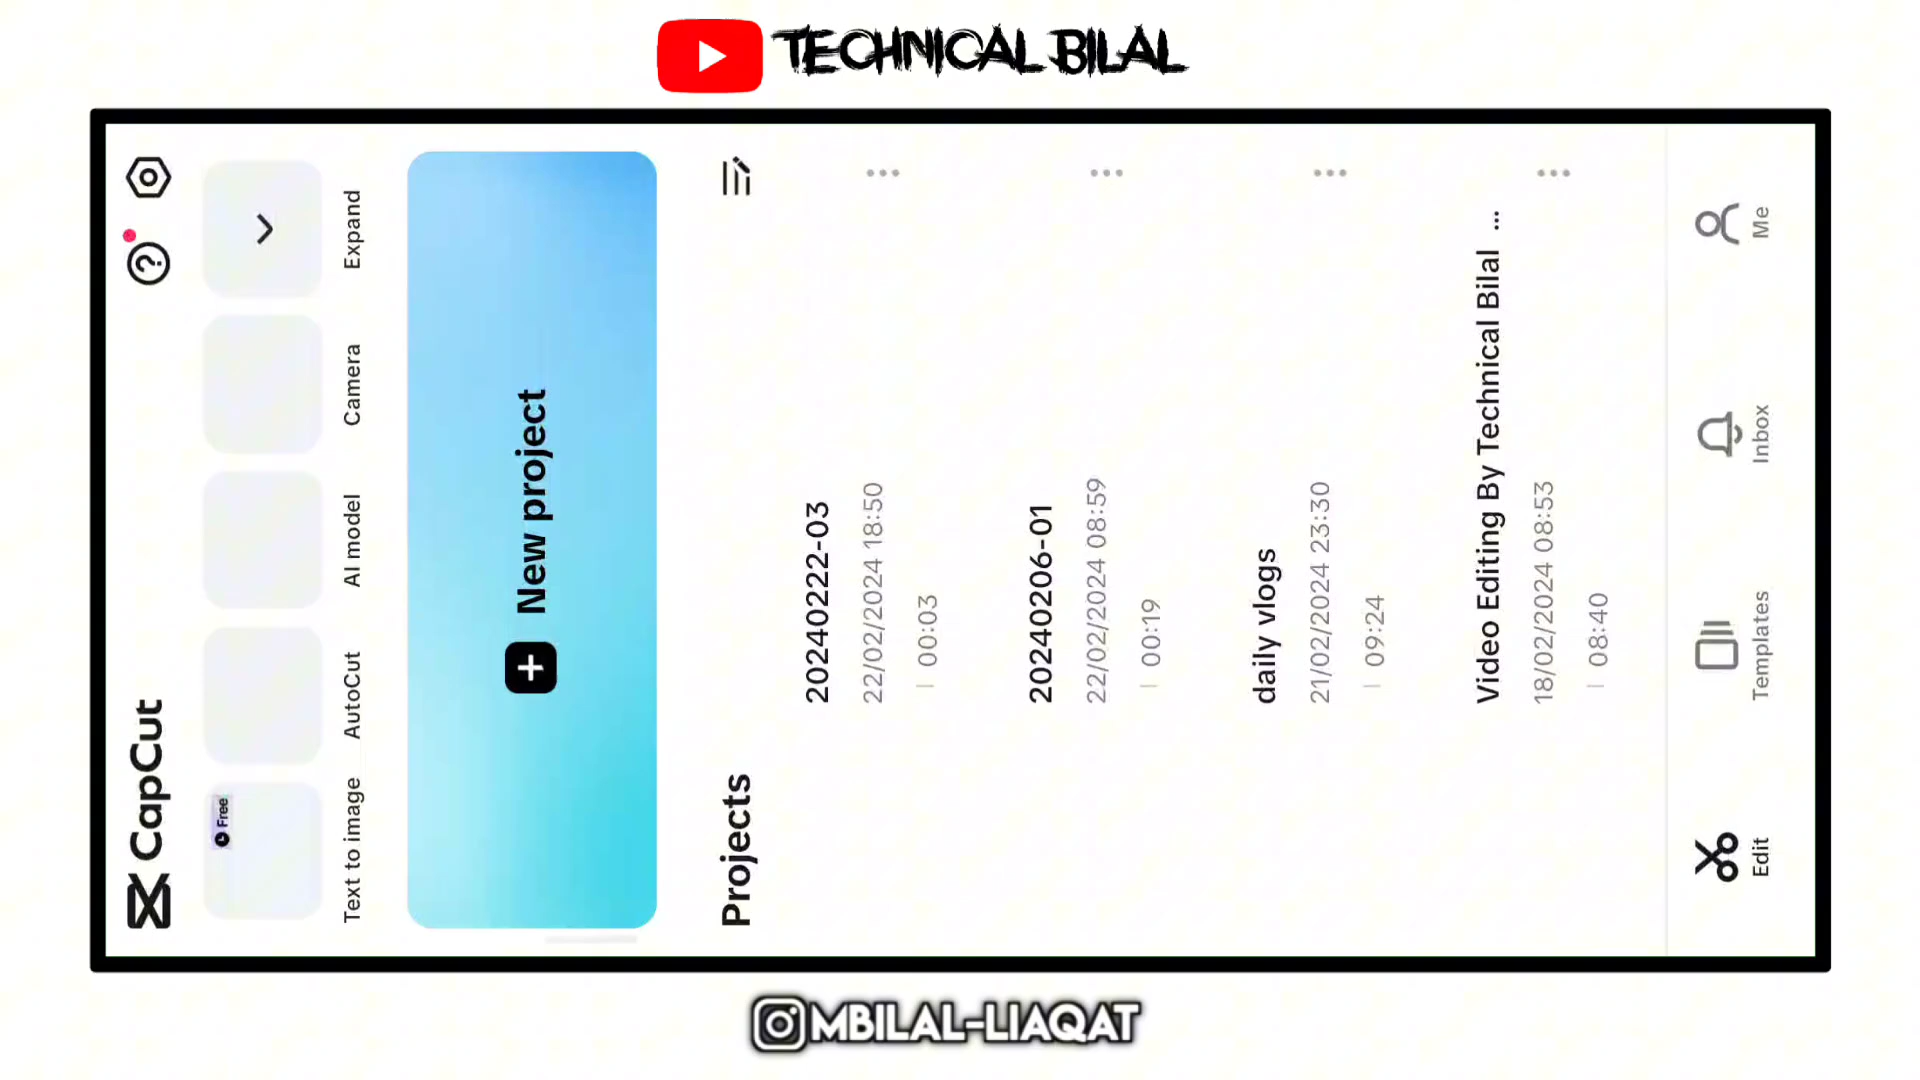 TECHNICAL BILAL
CapCut
Free
Text to image
AutoCut
AI model
Camera
Expand
New project
Projects
20240222-03
22/02/2024 18:50
00:03
20240206-01
22/02/2024 08:59
00:19
daily vlogs
21/02/2024 23:30
09:24
Video Editing By Technical Bilal ...
18/02/2024 08:53
08:40
Edit
Templates
Inbox
Me
MBILAL-LIAQAT